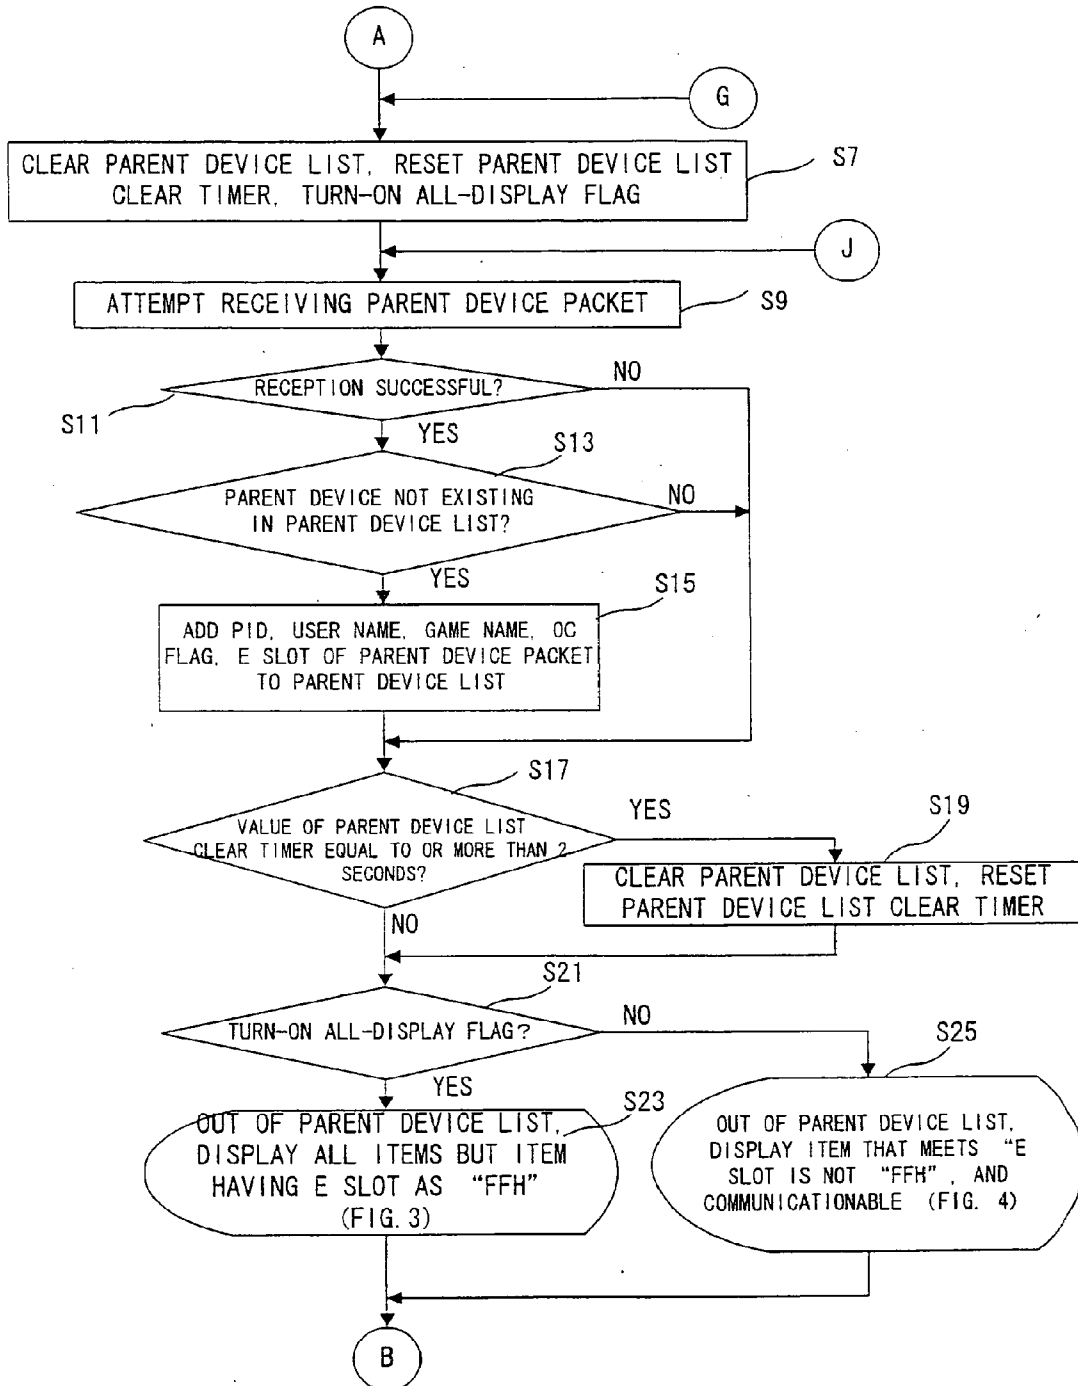 A
G
CLEAR PARENT DEVICE LIST, RESET PARENT DEVICE LIST
CLEAR TIMER, TURN-ON ALL-DISPLAY FLAG
S7
J
ATTEMPT RECEIVING PARENT DEVICE PACKET
S9
RECEPTION SUCCESSFUL?
NO
S11
YES
S13
PARENT DEVICE NOT EXISTING
IN PARENT DEVICE LIST?
NO
YES
S15
ADD PID, USER NAME, GAME NAME, OC
FLAG, E SLOT OF PARENT DEVICE PACKET
TO PARENT DEVICE LIST
S17
VALUE OF PARENT DEVICE LIST
CLEAR TIMER EQUAL TO OR MORE THAN 2
SECONDS?
YES
S19
CLEAR PARENT DEVICE LIST, RESET
PARENT DEVICE LIST CLEAR TIMER
NO
S21
TURN-ON ALL-DISPLAY FLAG?
NO
YES
S23
OUT OF PARENT DEVICE LIST,
DISPLAY ALL ITEMS BUT ITEM
HAVING E SLOT AS "FFH"
(FIG. 3)
S25
OUT OF PARENT DEVICE LIST,
DISPLAY ITEM THAT MEETS "E
SLOT IS NOT "FFH", AND
COMMUNICATIONABLE (FIG. 4)
B